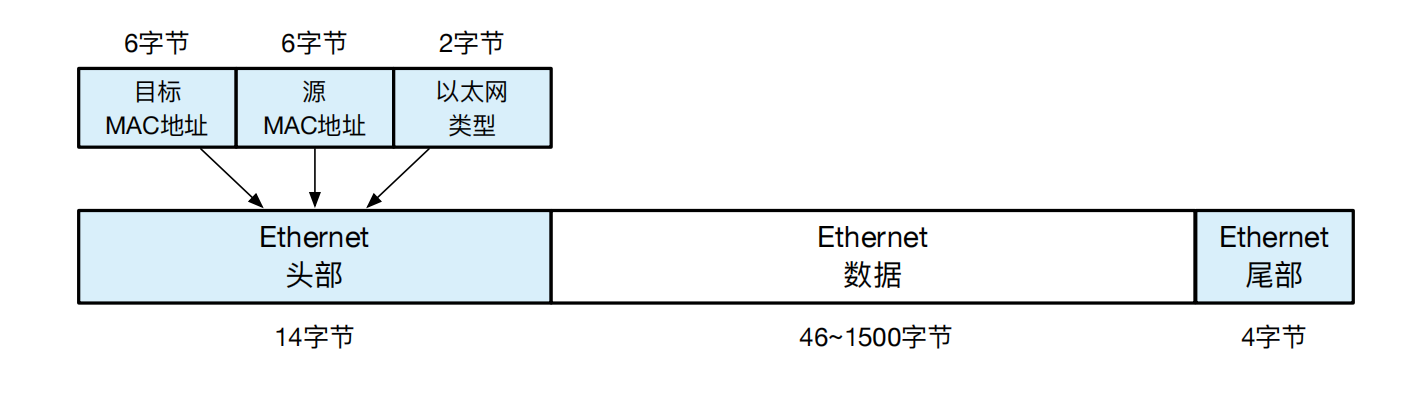 6字节
6字节
2字节
目标
MAC地址
源
MAC地址
以太网
类型
Ethernet
头部
Ethernet
数据
Ethernet
尾部
14字节
46~1500字节
4字节